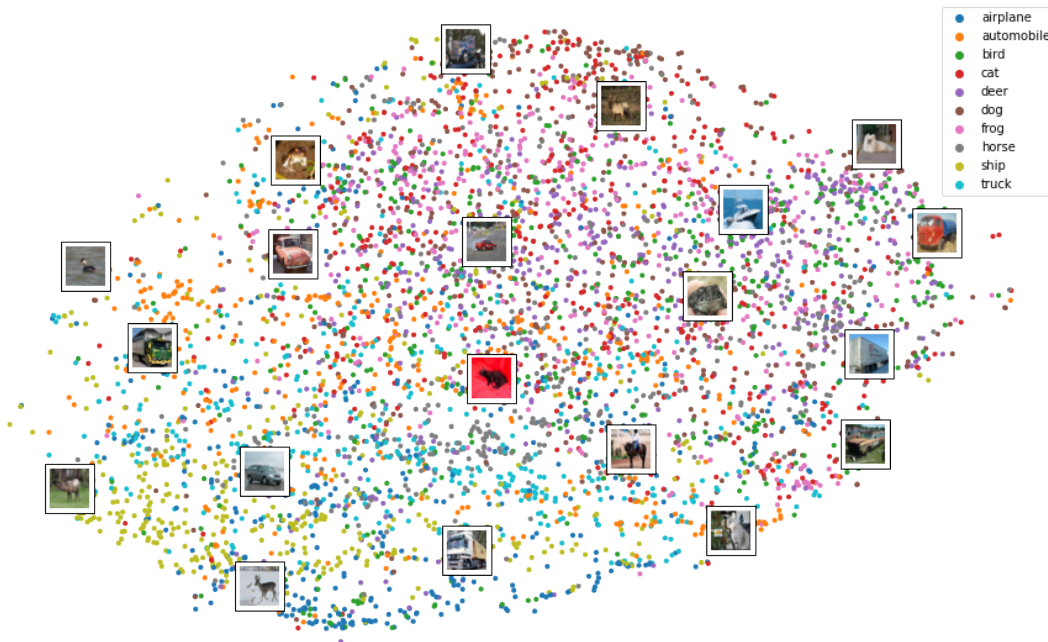 airplane
automobile
bird
cat
deer
dog
frog
horse
ship
truck